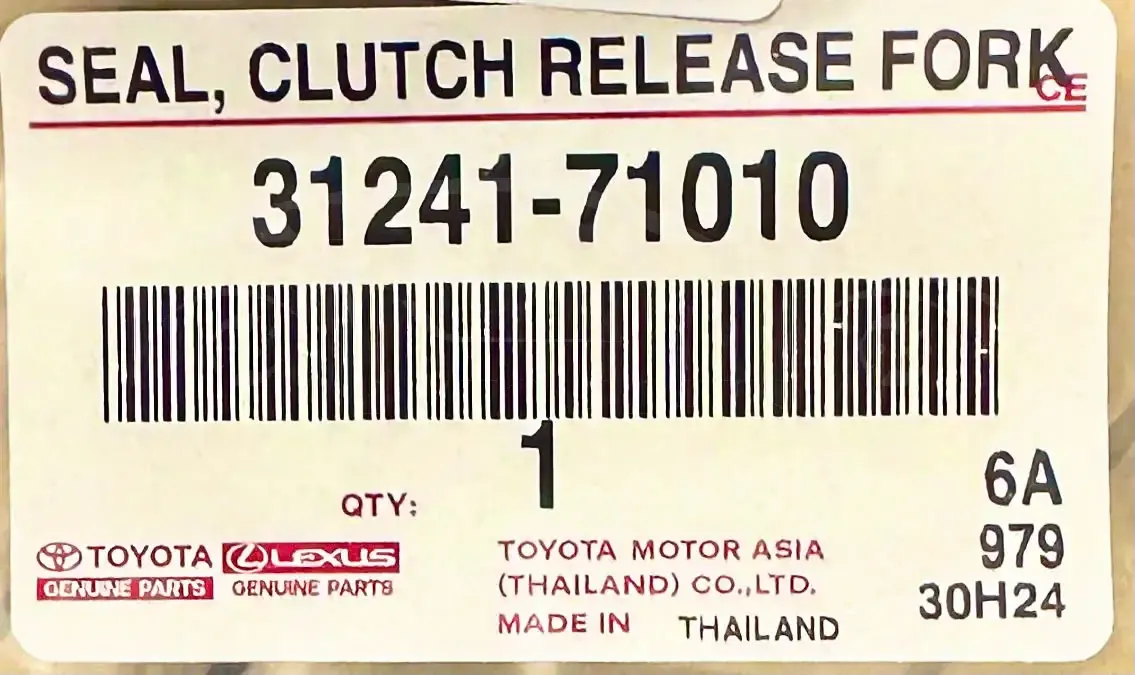 SEAL, CLUTCH RELEASE FORK
CE
31241-71010
QTY: 1
6A
979
30H24
TOYOTA LEXUS
GENUINE PARTS GENUINE PARTS
TOYOTA MOTOR ASIA
(THAILAND) CO.,LTD.
MADE IN THAILAND